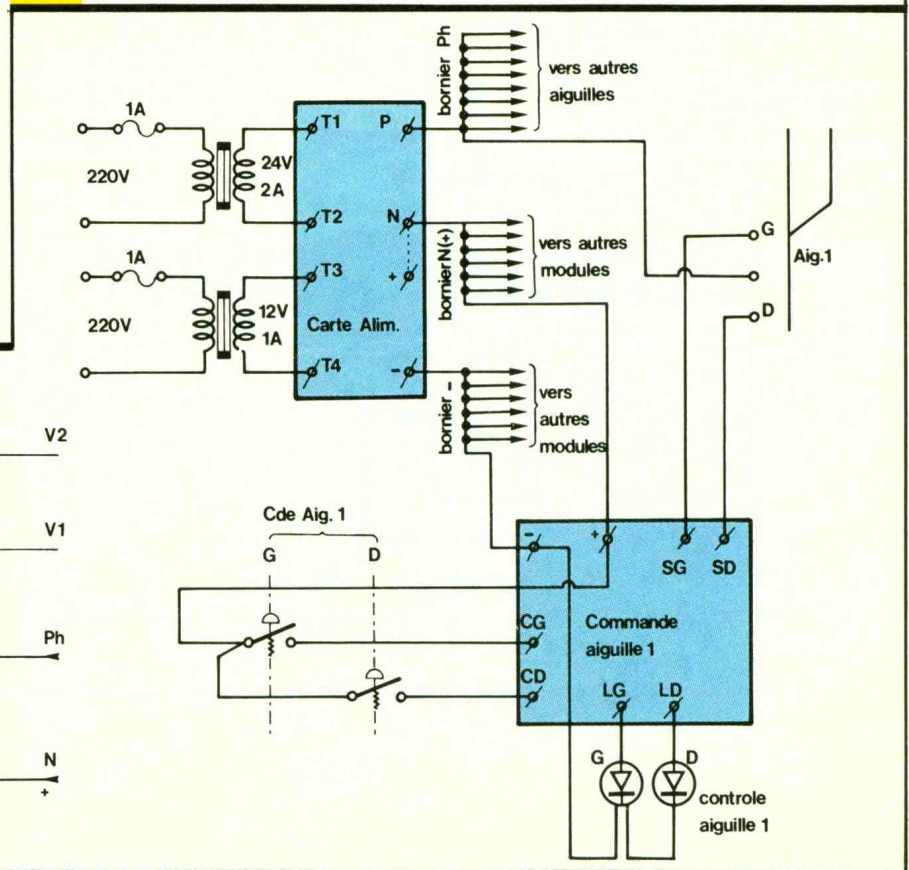 bornier Ph
vers autres
aiguilles
1A
220V
24V
2A
T1
P
T2
N
T3
+
1A
220V
12V
1A
Carte Alim.
T4
-
bornier N(+)
vers autres
modules
bornier -
vers
autres
modules
G
D
Aig.1
V2
V1
Ph
N
+
Cde Aig. 1
G
D
-
+
SG
SD
CG
CD
Commande
aiguille 1
LG
LD
G
D
controle
aiguille 1